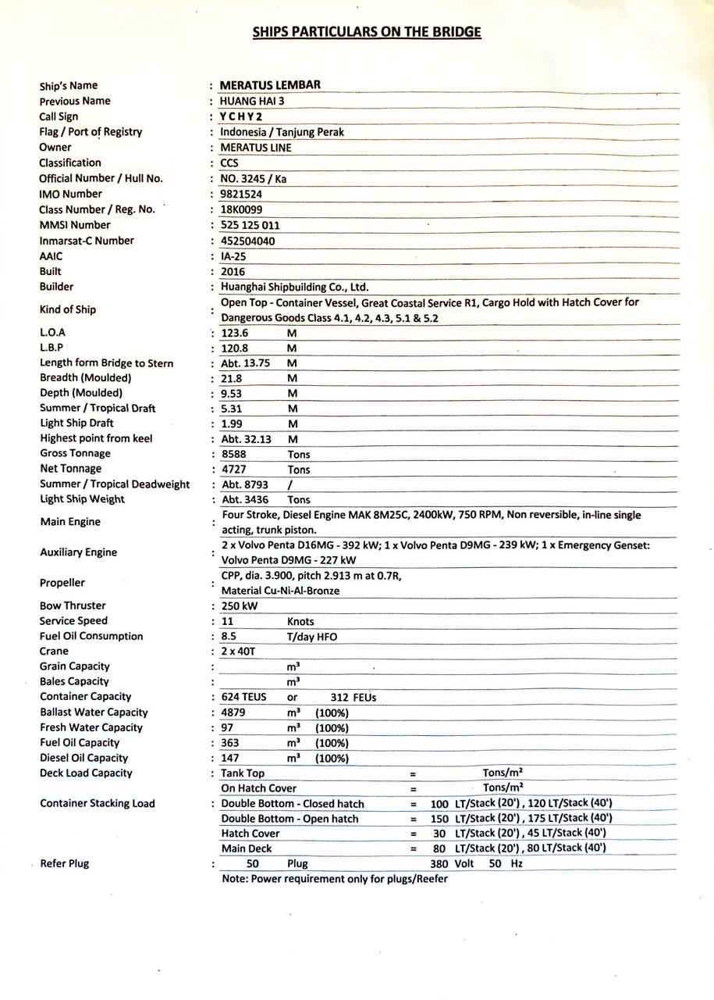 SHIPS PARTICULARS ON THE BRIDGE
Ship's Name : MERATUS LEMBAR
Previous Name : HUANG HAI 3
Call Sign : Y C H Y 2
Flag / Port of Registry : Indonesia / Tanjung Perak
Owner : MERATUS LINE
Classification : CCS
Official Number / Hull No. : NO. 3245 / Ka
IMO Number : 9821524
Class Number / Reg. No. : 18K0099
MMSI Number : 525 125 011
Inmarsat-C Number : 452504040
AAIC : IA-25
Built : 2016
Builder : Huanghai Shipbuilding Co., Ltd.
Kind of Ship : Open Top - Container Vessel, Great Coastal Service R1, Cargo Hold with Hatch Cover for
Dangerous Goods Class 4.1, 4.2, 4.3, 5.1 & 5.2
L.O.A : 123.6 M
L.B.P : 120.8 M
Length form Bridge to Stern : Abt. 13.75 M
Breadth (Moulded) : 21.8 M
Depth (Moulded) : 9.53 M
Summer / Tropical Draft : 5.31 M
Light Ship Draft : 1.99 M
Highest point from keel : Abt. 32.13 M
Gross Tonnage : 8588 Tons
Net Tonnage : 4727 Tons
Summer / Tropical Deadweight : Abt. 8793 /
Light Ship Weight : Abt. 3436 Tons
Main Engine : Four Stroke, Diesel Engine MAK 8M25C, 2400kW, 750 RPM, Non reversible, in-line single
acting, trunk piston.
Auxiliary Engine : 2 x Volvo Penta D16MG - 392 kW; 1 x Volvo Penta D9MG - 239 kW; 1 x Emergency Genset:
Volvo Penta D9MG - 227 kW
Propeller : CPP, dia. 3.900, pitch 2.913 m at 0.7R,
Material Cu-Ni-Al-Bronze
Bow Thruster : 250 kW
Service Speed : 11 Knots
Fuel Oil Consumption : 8.5 T/day HFO
Crane : 2 x 40T
Grain Capacity : m³
Bales Capacity : m³
Container Capacity : 624 TEUS or 312 FEUs
Ballast Water Capacity : 4879 m³ (100%)
Fresh Water Capacity : 97 m³ (100%)
Fuel Oil Capacity : 363 m³ (100%)
Diesel Oil Capacity : 147 m³ (100%)
Deck Load Capacity : Tank Top = Tons/m²
On Hatch Cover = Tons/m²
Container Stacking Load : Double Bottom - Closed hatch = 100 LT/Stack (20') , 120 LT/Stack (40')
Double Bottom - Open hatch = 150 LT/Stack (20') , 175 LT/Stack (40')
Hatch Cover = 30 LT/Stack (20') , 45 LT/Stack (40')
Main Deck = 80 LT/Stack (20') , 80 LT/Stack (40')
Refer Plug : 50 Plug 380 Volt 50 Hz
Note: Power requirement only for plugs/Reefer